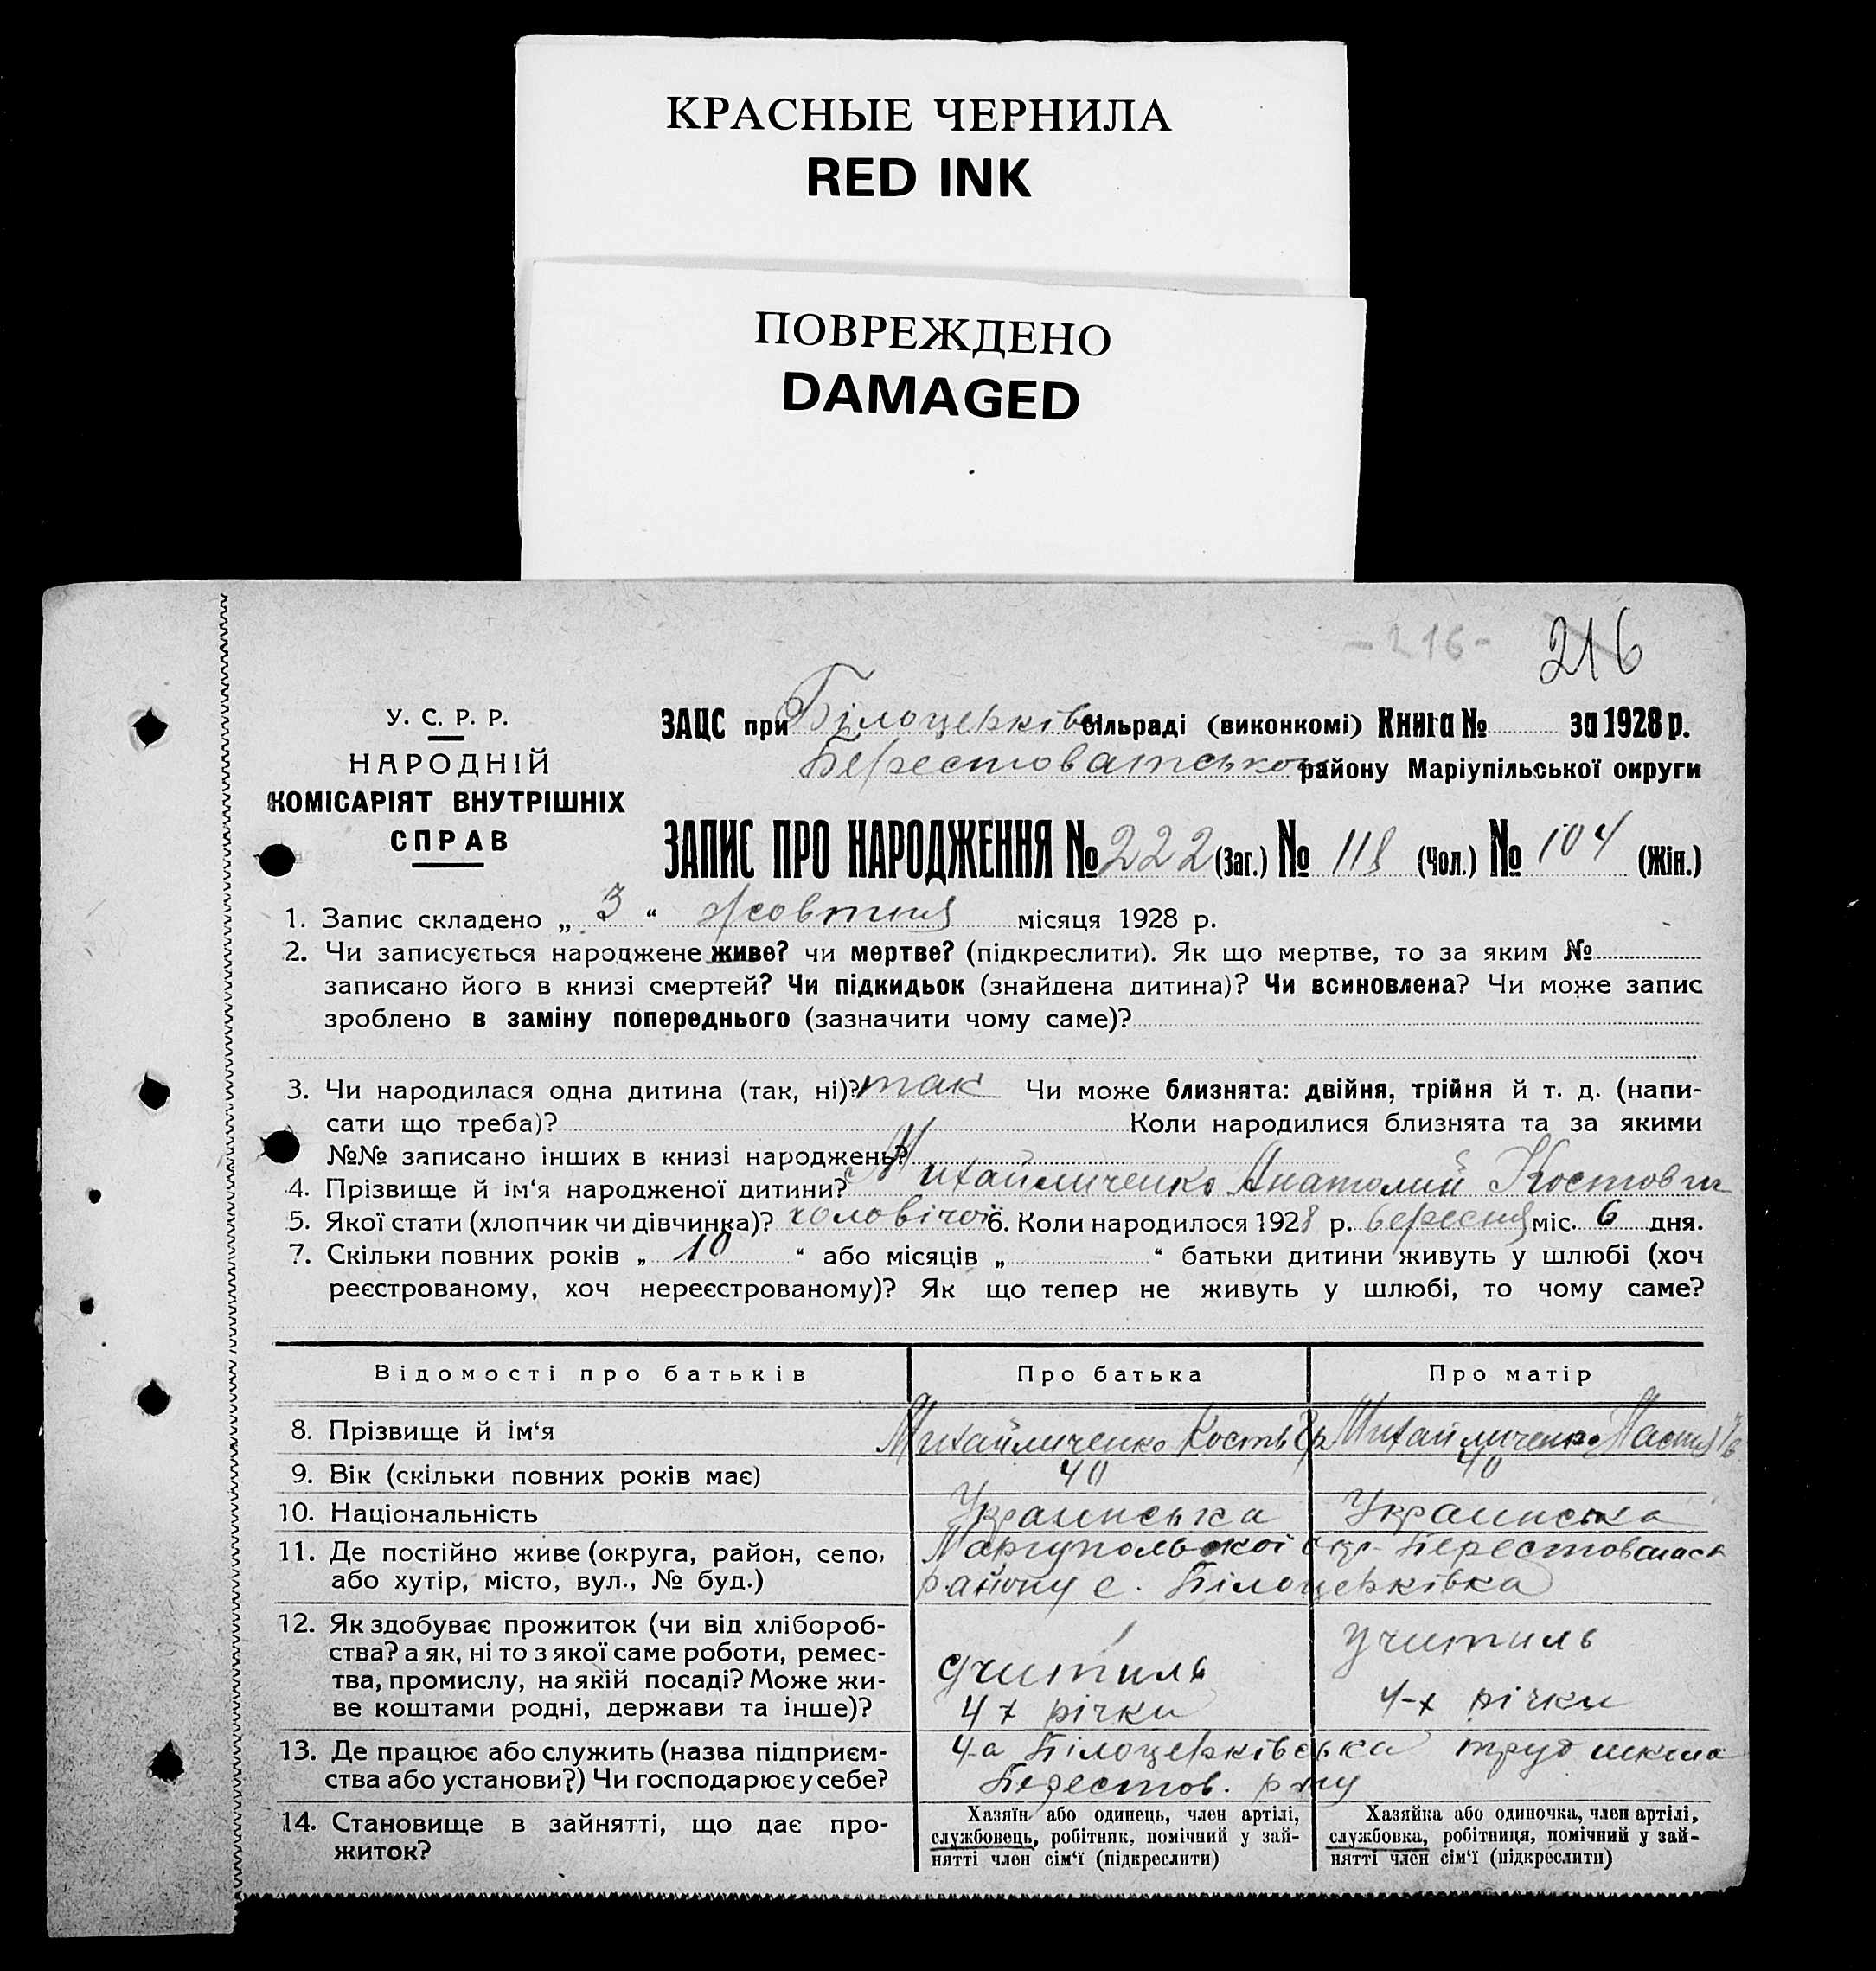 КРАСНЫЕ ЧЕРНИЛА
RED INK
ПОВРЕЖДЕНО
DAMAGED
- 216 - 216
У. С. Р. Р.
НАРОДНІЙ
КОМІСАРІЯТ ВНУТРІШНІХ
СПРАВ
ЗАЦС при Білоцерківс сільраді (виконкомі) Книга № за 1928 р.
Берестоватського району Маріупільської округи
ЗАПИС ПРО НАРОДЖЕННЯ № 222 (Заг.) № 118 (Чол.) № 104 (Жін.)
1. Запис складено „ 3 “ жовтня місяця 1928 р.
2. Чи записується народжене живе? чи мертве? (підкреслити). Як що мертве, то за яким №
записано його в книзі смертей? Чи підкидьок (знайдена дитина)? Чи всиновлена? Чи може запис
зроблено в заміну попереднього (зазначити чому саме)?
3. Чи народилася одна дитина (так, ні)? так Чи може близнята: двійня, трійня й т. д. (напи-
сати що треба)? Коли народилися близнята та за якими
№№ записано інших в книзі народжень?
4. Прізвище й ім‘я народженої дитини? Михайличенко Анатолий Костович
5. Якої стати (хлопчик чи дівчинка)? чоловічої 6. Коли народилося 1928 р. вересня міс. 6 дня.
7. Скільки повних років „ 10 “ або місяців „ “ батьки дитини живуть у шлюбі (хоч
реєстрованому, хоч нереєстрованому)? Як що тепер не живуть у шлюбі, то чому саме?
Відомості про батьків Про батька Про матір
8. Прізвище й ім‘я Михайличенко Кость Гр Михайличенко Настя
9. Вік (скільки повних років має) 40 40
10. Національність Украинська Украинська
11. Де постійно живе (округа, район, село, Маріупольської окр. Берестоватськ
або хутір, місто, вул., № буд.) району с. Білоцерківка
12. Як здобуває прожиток (чи від хлібороб-
ства? а як, ні то з якої саме роботи, ремес-
тва, промислу, на якій посаді? Може жи-
ве коштами родні, держави та інше)?
учитиль
4 х річки
учитиль
4-х річки
13. Де працює або служить (назва підприєм- 4-а Білоцерківська труд школа
ства або установи?) Чи господарює у себе? Берестов. р-ну
14. Становище в зайнятті, що дає про-
житок?
Хазяїн або одинець, член артілі,
службовець, робітник, помічний у зай-
нятті член сім‘ї (підкреслити)
Хазяйка або одиночка, член артілі,
службовка, робітниця, помічний у зай-
нятті член сім‘ї (підкреслити)